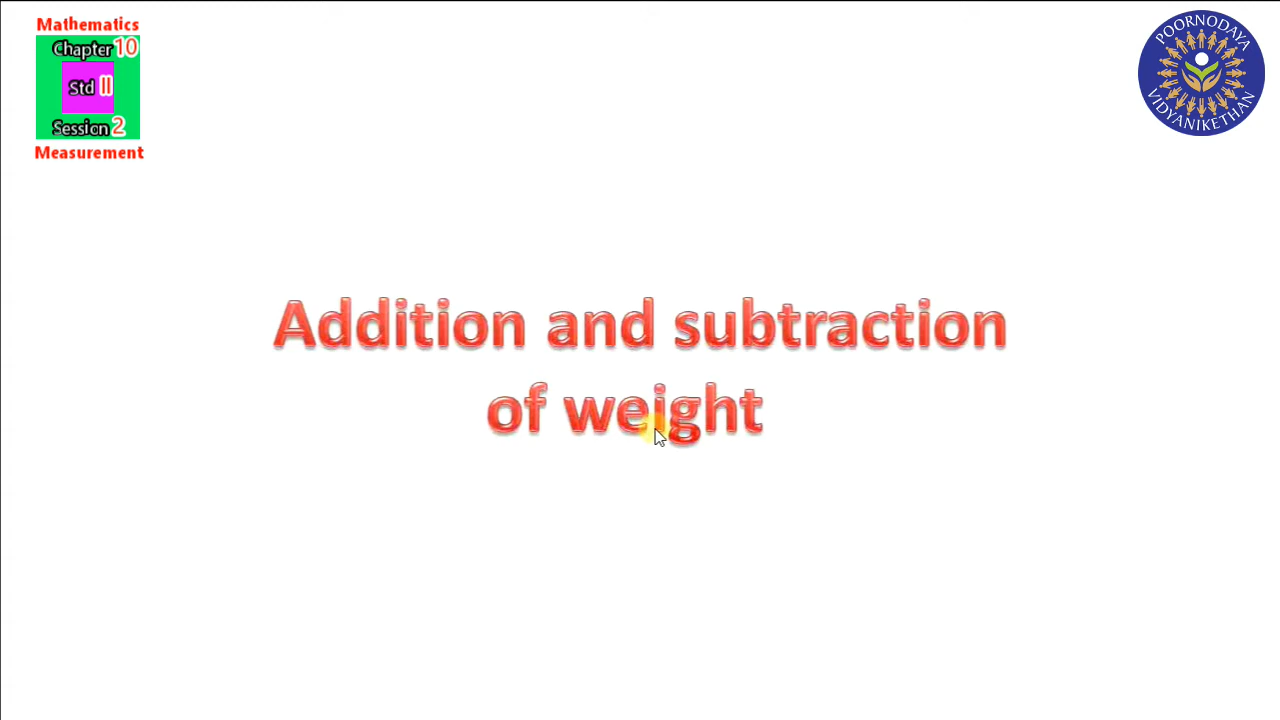 Mathematics
Chapter 10
Std II
Session 2
Measurement
POORNODAYA
VIDYANIKETHAN
Addition and subtraction
of weight